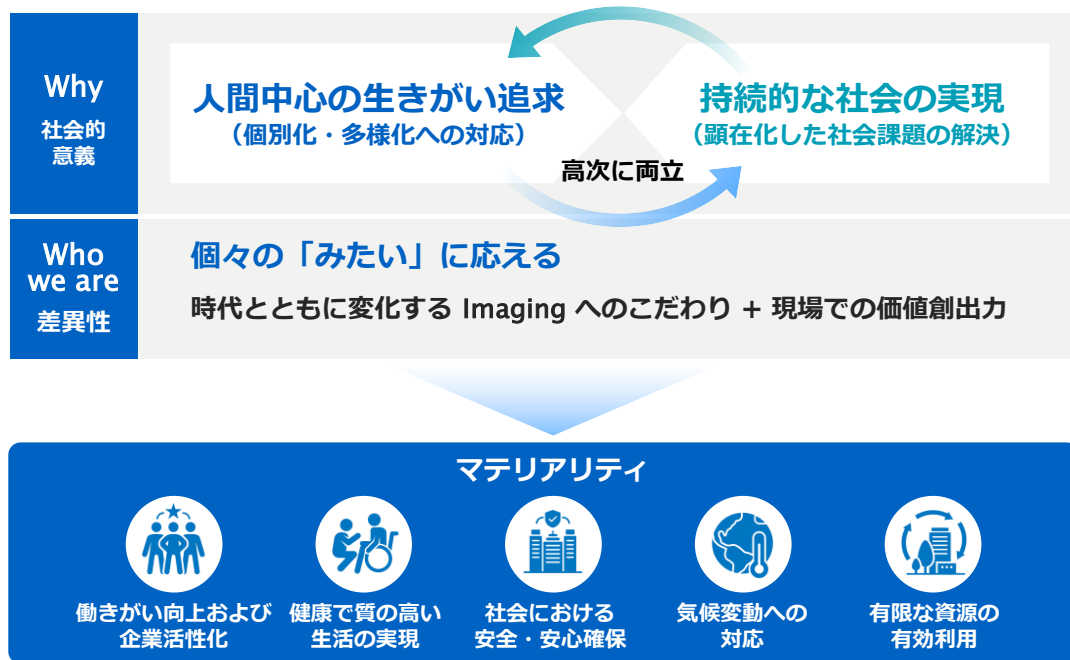 Why
社会的
意義
人間中心の生きがい追求
（個別化・多様化への対応）
持続的な社会の実現
（顕在化した社会課題の解決）
高次に両立
Who
we are
差異性
個々の「みたい」に応える
時代とともに変化する Imaging へのこだわり + 現場での価値創出力
マテリアリティ
働きがい向上および
企業活性化
健康で質の高い
生活の実現
社会における
安全・安心確保
気候変動への
対応
有限な資源の
有効利用